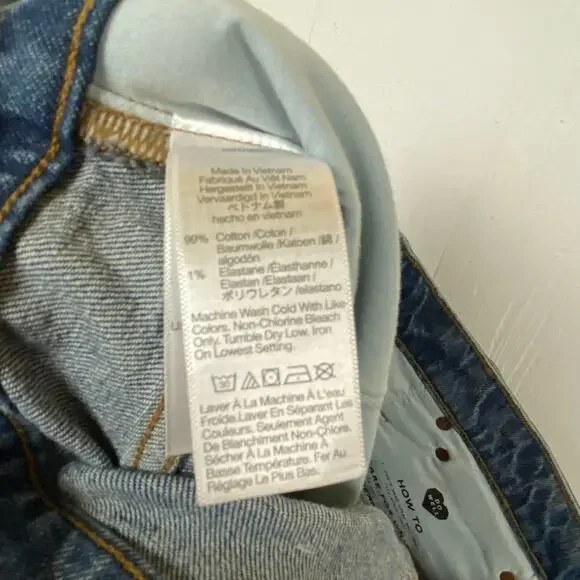 Made In Vietnam
Fabriqué Au Viêt Nam
Hergestellt In Vietnam
Vervaardigd In Vietnam
ベトナム製
hecho en vietnam
99% Cotton /Coton/
Baumwolle /Katoen /綿 /
algodón
1% Elastane /Élasthanne/
Elastan /Elastaan /
ポリウレタン /elastano
Machine Wash Cold With Like
Colors. Non-Chlorine Bleach
Only. Tumble Dry Low. Iron
On Lowest Setting.
Laver À La Machine À L'eau
Froide.Laver En Séparant Les
Couleurs. Seulement Agent
De Blanchiment Non-Chloré.
Sécher À La Machine À
Basse Température. Fer Au
Réglage Le Plus Bas.
DO
WELL
HOW TO